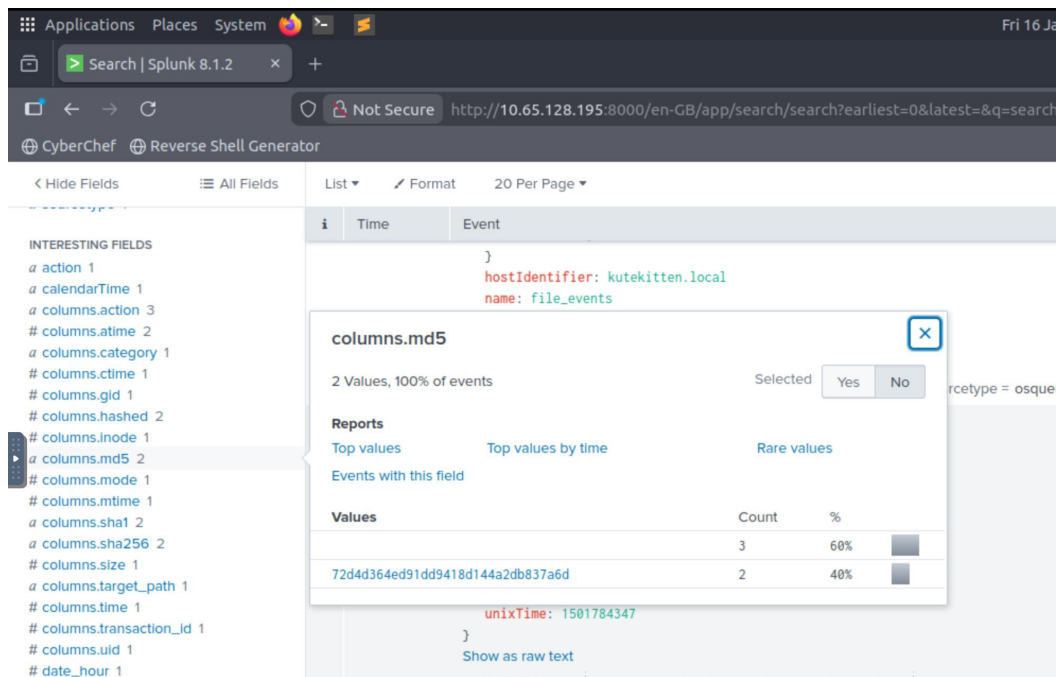 Applications Places System Fri 16 Ja
Search | Splunk 8.1.2
Not Secure http://10.65.128.195:8000/en-GB/app/search/search?earliest=0&latest=&q=search
CyberChef Reverse Shell Generator
Hide Fields All Fields List Format 20 Per Page
i Time Event
INTERESTING FIELDS
a action 1
a calendarTime 1
a columns.action 3
# columns.atime 2
a columns.category 1
# columns.ctime 1
# columns.gid 1
# columns.hashed 2
# columns.inode 1
a columns.md5 2
# columns.mode 1
# columns.mtime 1
a columns.sha1 2
a columns.sha256 2
# columns.size 1
a columns.target_path 1
# columns.time 1
# columns.transaction_id 1
# columns.uid 1
# date_hour 1
}
hostIdentifier: kutekitten.local
name: file_events
columns.md5
2 Values, 100% of events Selected Yes No
rcetype = osque
Reports
Top values Top values by time Rare values
Events with this field
Values Count %
3 60%
72d4d364ed91dd9418d144a2db837a6d 2 40%
unixTime: 1501784347
}
Show as raw text